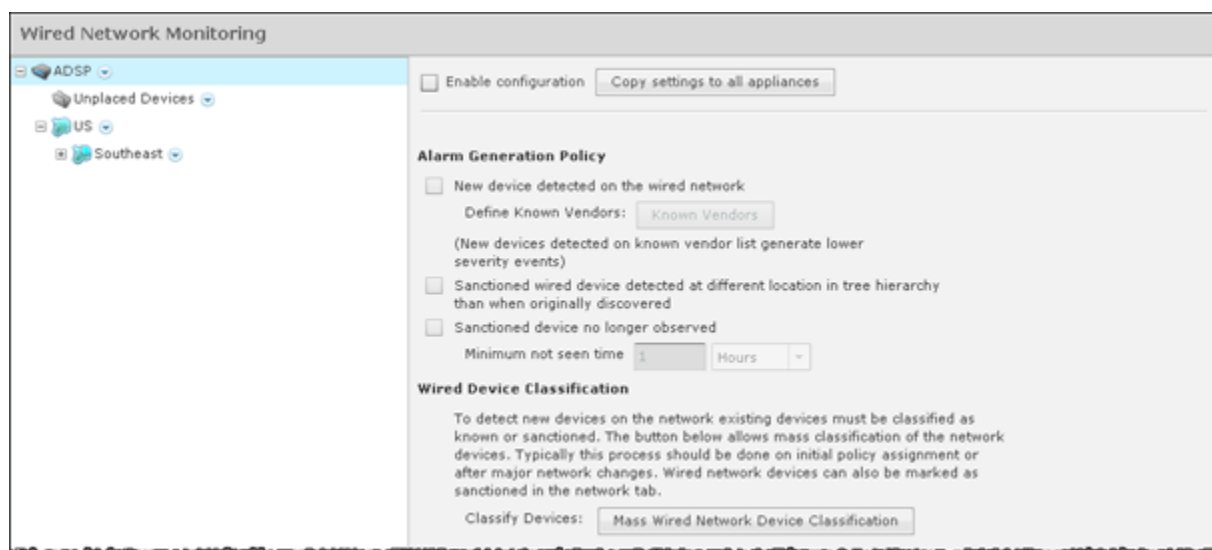 Wired Network Monitoring
ADSP
Unplaced Devices
US
Southeast
Enable configuration Copy settings to all appliances
Alarm Generation Policy
New device detected on the wired network
Define Known Vendors: Known Vendors
(New devices detected on known vendor list generate lower
severity events)
Sanctioned wired device detected at different location in tree hierarchy
than when originally discovered
Sanctioned device no longer observed
Minimum not seen time 1 Hours
Wired Device Classification
To detect new devices on the network existing devices must be classified as
known or sanctioned. The button below allows mass classification of the network
devices. Typically this process should be done on initial policy assignment or
after major network changes. Wired network devices can also be marked as
sanctioned in the network tab.
Classify Devices: Mass Wired Network Device Classification